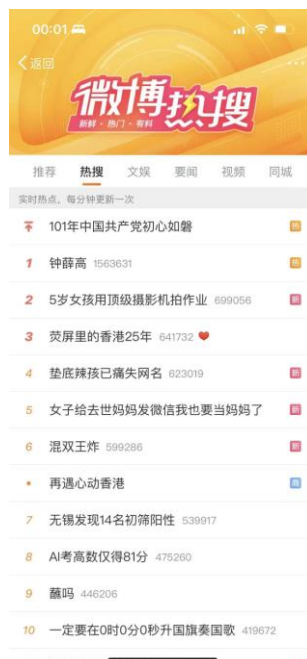 00:01
返回
微博热搜
新鲜·热门·有料
推荐 热搜 文娱 要闻 视频 同城
实时热点，每分钟更新一次
101年中国共产党初心如磐 热
1 钟薛高 1563631 热
2 5岁女孩用顶级摄影机拍作业 699056 新
3 荧屏里的香港25年 641732 新
4 垫底辣孩已痛失网名 623019 新
5 女子给去世妈妈发微信我也要当妈妈了 新
6 混双王炸 599286 新
• 再遇心动香港 商
7 无锡发现14名初筛阳性 539917
8 AI考高数仅得81分 475260
9 蘸吗 446206
10 一定要在0时0分0秒升国旗奏国歌 419672